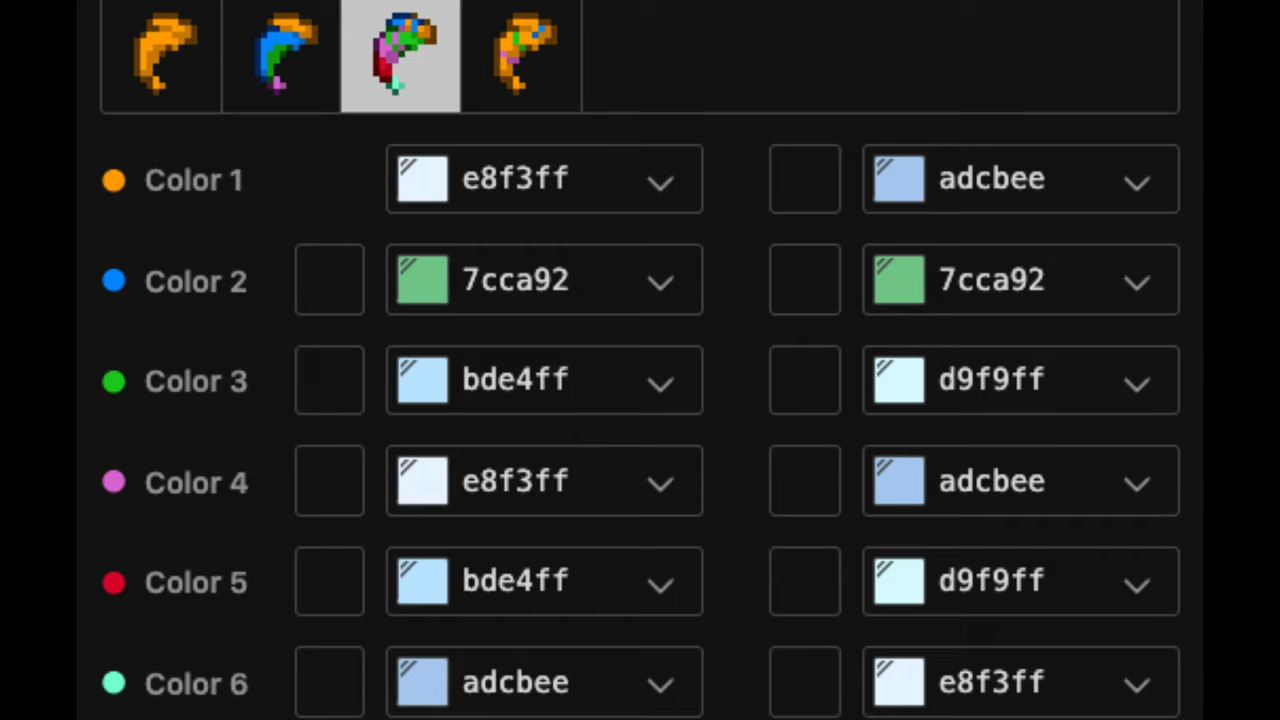 Color 1 e8f3ff adcbee
Color 2 7cca92 7cca92
Color 3 bde4ff d9f9ff
Color 4 e8f3ff adcbee
Color 5 bde4ff d9f9ff
Color 6 adcbee e8f3ff